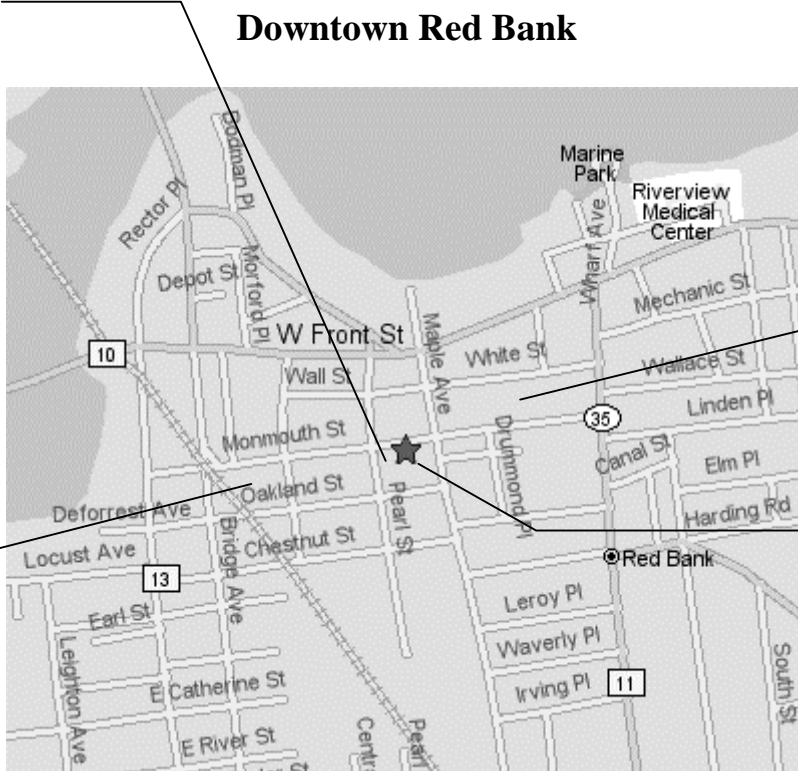 Downtown Red Bank
Dudman Pl
Marine
Park
Riverview
Medical
Center
Rector Pl
Wharf Ave
Depot St
Morford Pl
Mechanic St
W Front St
Maple Ave
10
White St
Wallace St
Wall St
Linden Pl
35
Monmouth St
Drummond Pl
Canal St
Elm Pl
Oakland St
Pearl St
Deforrest Ave
Harding Rd
Bridge Ave
Chestnut St
Locust Ave
Red Bank
13
Leroy Pl
Earl St
Waverly Pl
Leighton Ave
South St
E Catherine St
Irving Pl
11
E River St
Centra
Pearl
St